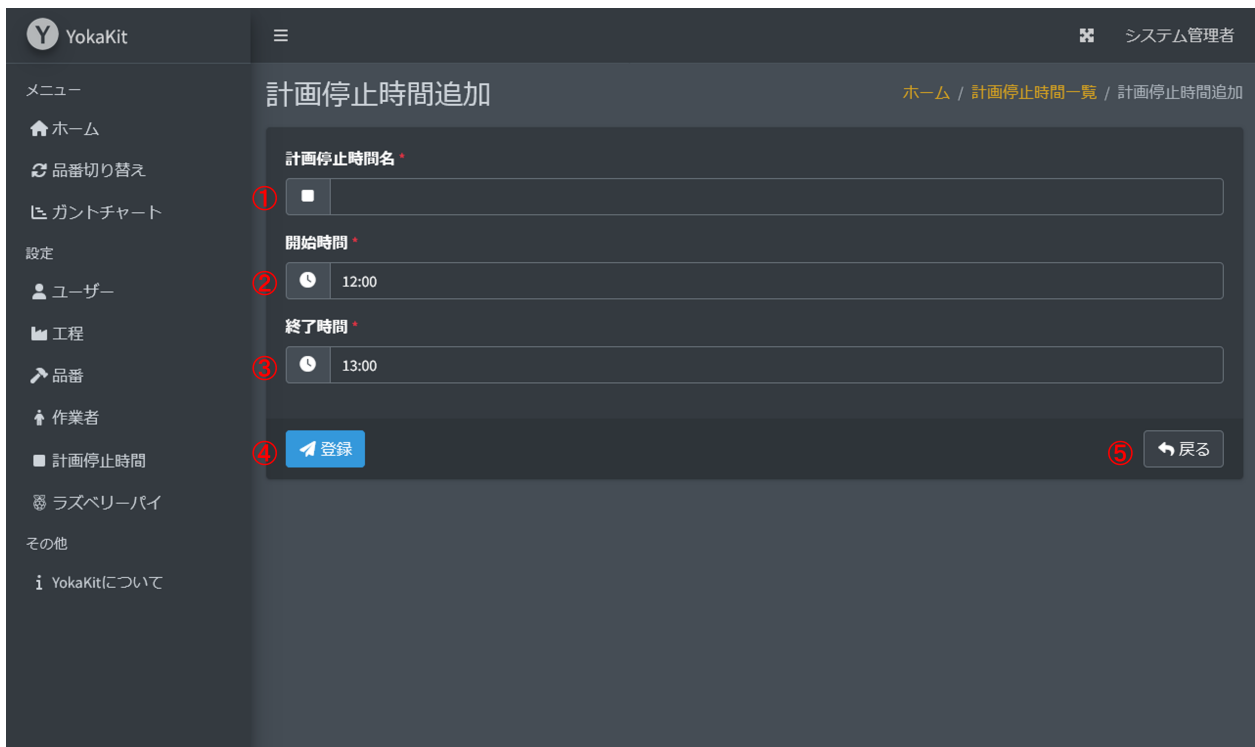 Y YokaKit
システム管理者
メニュー
ホーム
品番切り替え
ガントチャート
設定
ユーザー
工程
品番
作業者
計画停止時間
ラズベリーパイ
その他
YokaKitについて
計画停止時間追加
ホーム / 計画停止時間一覧 / 計画停止時間追加
計画停止時間名 *
①
開始時間 *
② 12:00
終了時間 *
③ 13:00
④ 登録
⑤ 戻る